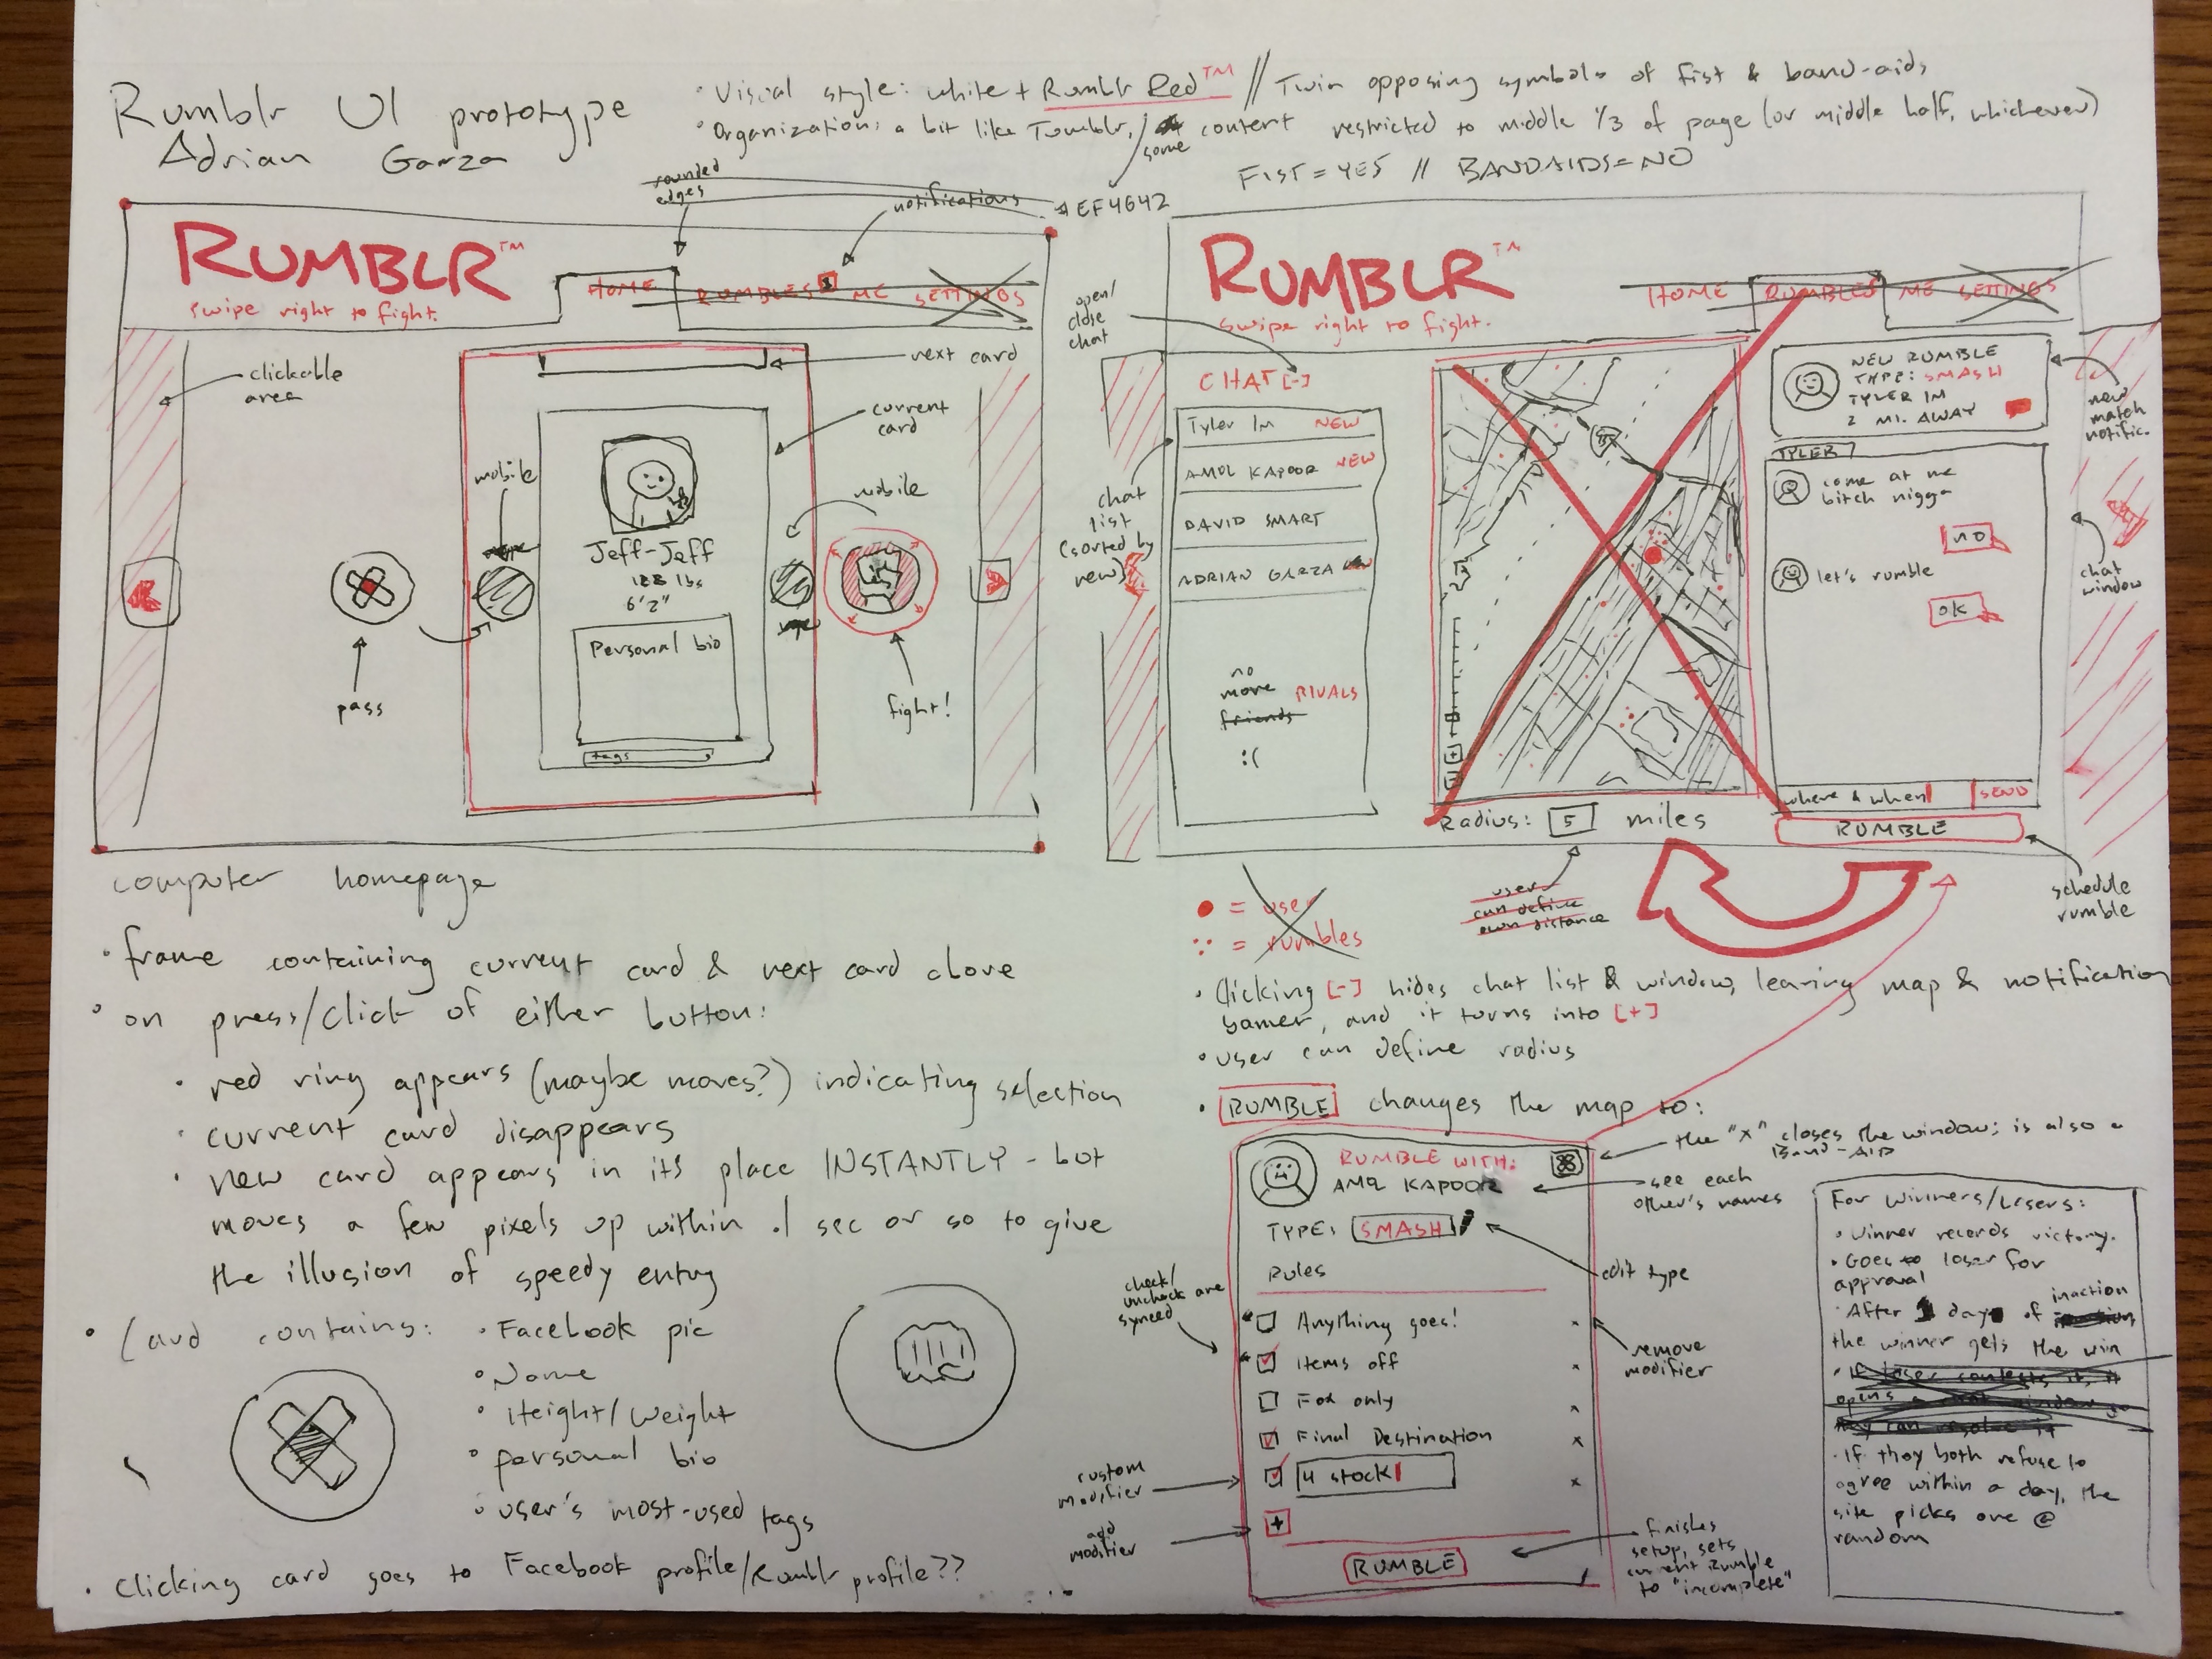 Rumblr UI prototype
Adrian Garza
• Visual style: white + Rumblr Red™ // Twin opposing symbols of fist & band-aids
• Organization: a bit like Tumblr, / some content restricted to middle 1/3 of page (or middle half, whichever)
FIST = YES // BANDAIDS = NO
rounded
edges
notifications
#EF4642
RUMBLR™
swipe right to fight.
HOME RUMBLES 1 ME SETTINGS
clickable
area
next card
current
card
mobile
mobile
Jeff-Jeff
188 lbs
6'2"
Personal bio
tags
pass
fight!
RUMBLR™
swipe right to fight.
HOME RUMBLES ME SETTINGS
open/
close
chat
CHAT [-]
Tyler Im NEW
AMOL KAPOOR NEW
DAVID SMART
ADRIAN GARZA
chat
list
(sorted by
new)
no
more RIVALS
friends
:(
NEW RUMBLE
TYPE: SMASH
TYLER IM
2 MI. AWAY
new
match
notific.
TYLER
come at me
bitch nigga
no
let's rumble
ok
chat
window
where & when SEND
Radius: 5 miles
RUMBLE
schedule
rumble
computer homepage
• frame containing current card & next card above
• on press/click of either button:
• red ring appears (maybe moves?) indicating selection
• current card disappears
• new card appears in its place INSTANTLY - but
moves a few pixels up within .1 sec or so to give
the illusion of speedy entry
• Card contains:
• Facebook pic
• Name
• Height/Weight
• personal bio
• user's most-used tags
• Clicking card goes to Facebook profile/Rumblr profile??
= user
= rumbles
user
can define
own distance
• Clicking [-] hides chat list & window, leaving map & notification
banner, and it turns into [+]
• user can define radius
• RUMBLE changes the map to:
RUMBLE WITH:
AMOL KAPOOR
the "x" closes the window; is also a
Band-AID
see each
other's names
TYPE: SMASH
edit type
Rules
check/
uncheck are
synced
Anything goes! x
Items off x
Fox only x
Final Destination x
4 stock x
+
remove
modifier
custom
modifier
add
modifier
RUMBLE
finishes
setup, sets
current Rumble
to "incomplete"
For Winners/Losers:
• Winner records victory.
• Goes to loser for
approval
• After 1 day of inaction
the winner gets the win
• If loser contests it, it
opens a chat window so
they can resolve it
• If they both refuse to
agree within a day, the
site picks one @
random